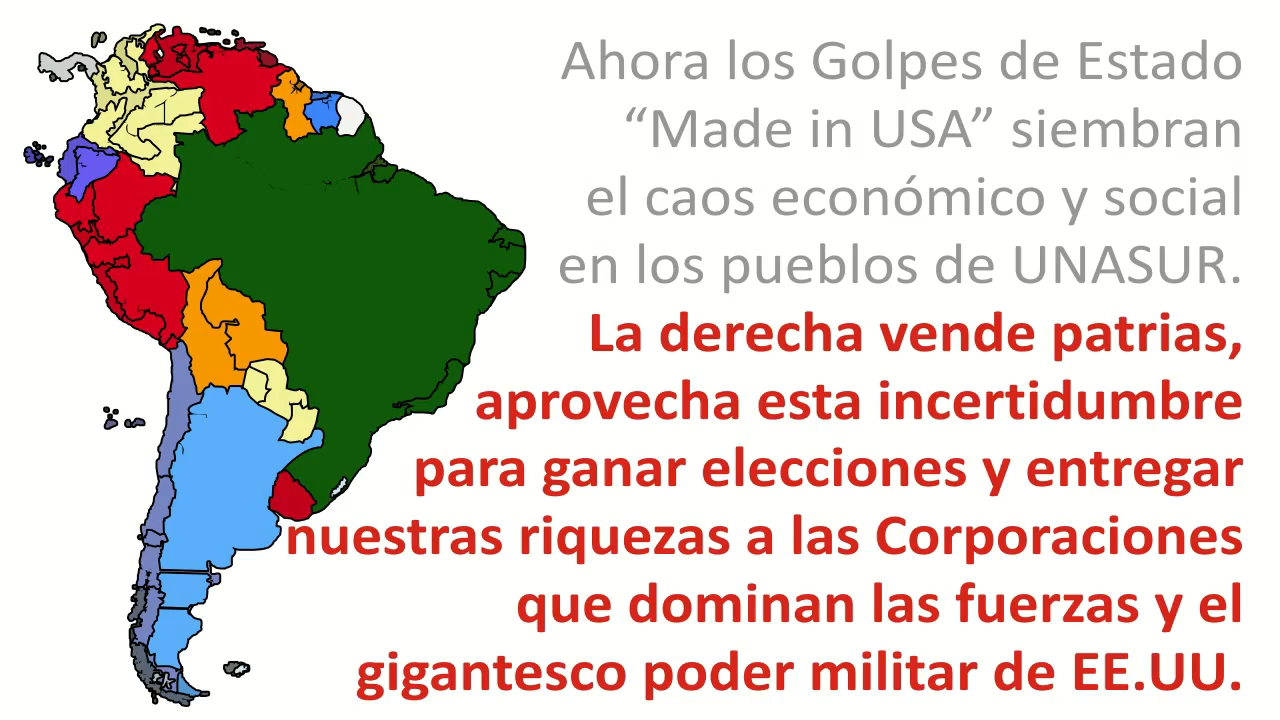 Ahora los Golpes de Estado
“Made in USA” siembran
el caos económico y social
en los pueblos de UNASUR.
La derecha vende patrias,
aprovecha esta incertidumbre
para ganar elecciones y entregar
nuestras riquezas a las Corporaciones
que dominan las fuerzas y el
gigantesco poder militar de EE.UU.